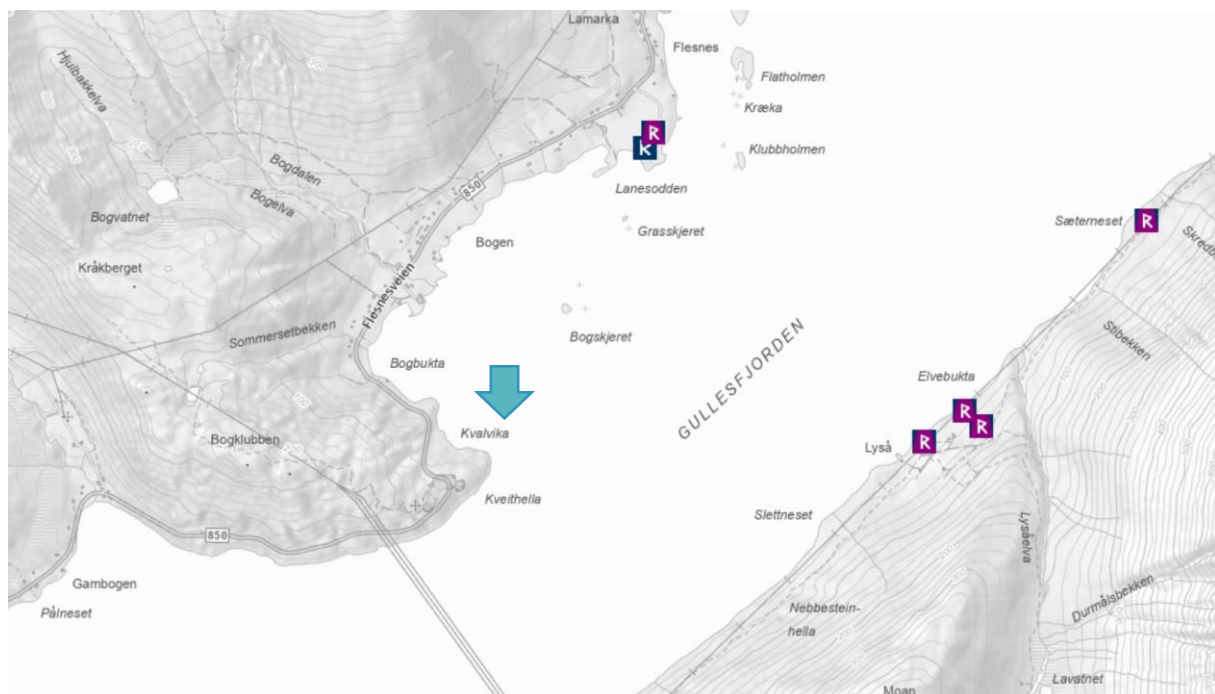 Lamarka
Flesnes
Flatholmen
Kræka
Klubbholmen
Hjulbakkelva
Bogdalen
850
Lanesodden
Bogelva
Bogvatnet
Grasskjeret
Sæterneset
Bogen
Kråkberget
Flesnesveien
Sommersetbekken
Bogskjeret
Stibekken
Bogbukta
GULLESFJORDEN
Elvebukta
Kvalvika
Bogklubben
Lyså
Kveithella
Slettneset
850
Lysåelva
Gambogen
Pålneset
Nebbestein-
hella
Durmålsbekken
Lavatnet
R
R
R
R
R